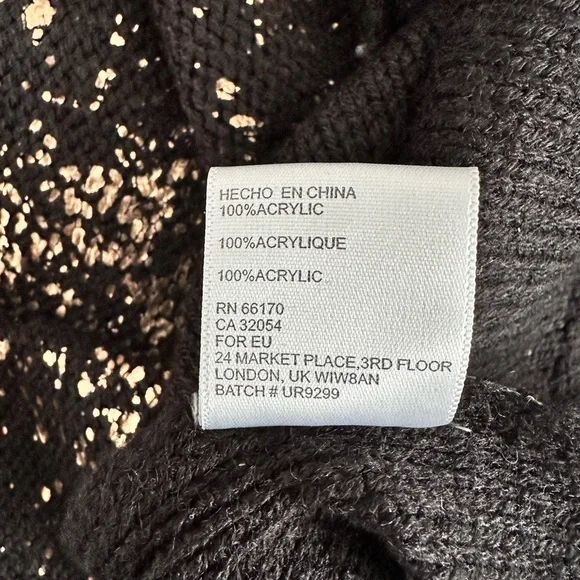 HECHO EN CHINA
100%ACRYLIC
100%ACRYLIQUE
100%ACRYLIC
RN 66170
CA 32054
FOR EU
24 MARKET PLACE,3RD FLOOR
LONDON, UK WIW8AN
BATCH # UR9299